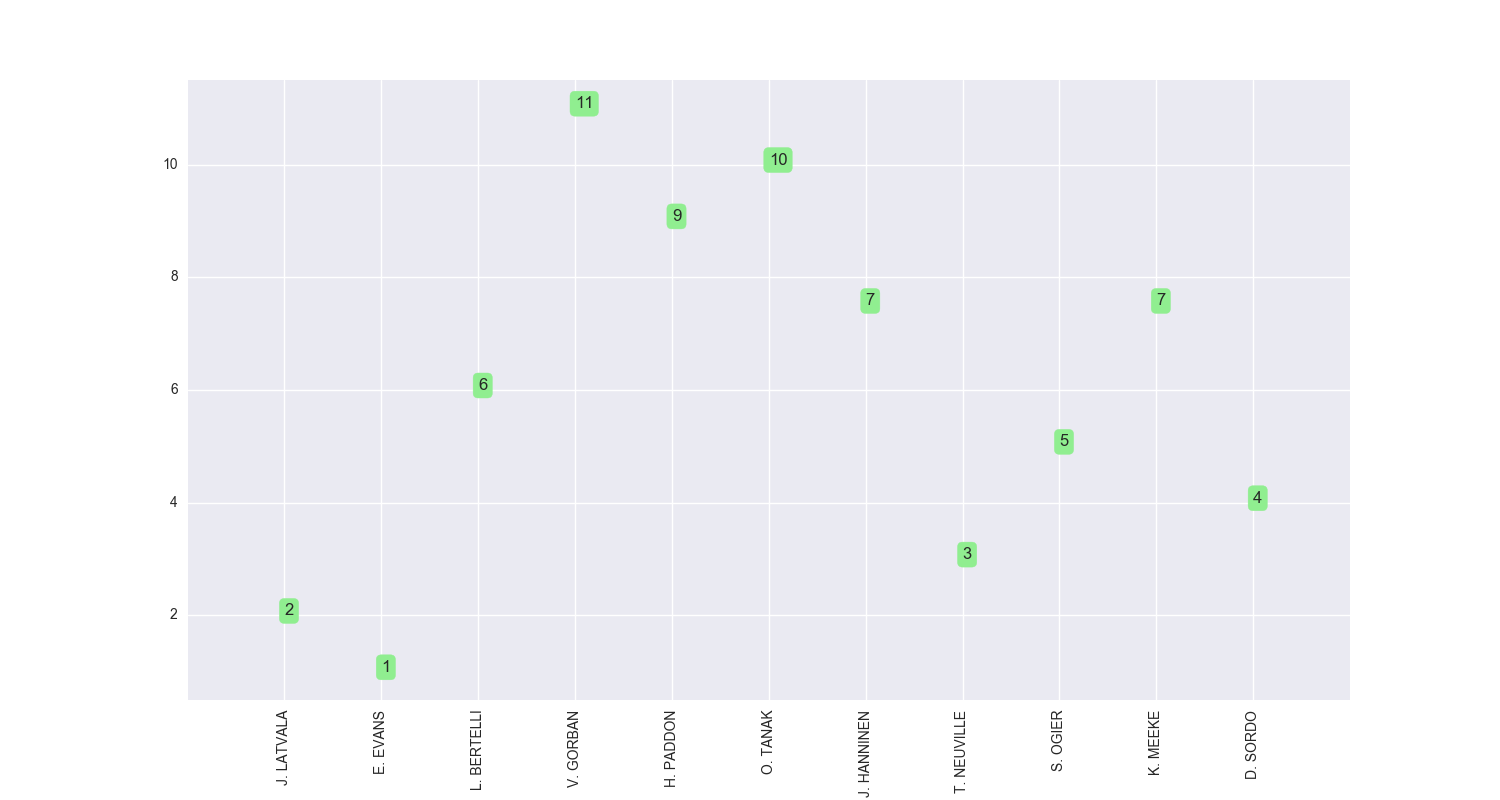 11
10
10
9
8
7
7
6
6
5
4
4
3
2
2
1
J. LATVALA
E. EVANS
L. BERTELLI
V. GORBAN
H. PADDON
O. TANAK
J. HANNINEN
T. NEUVILLE
S. OGIER
K. MEEKE
D. SORDO